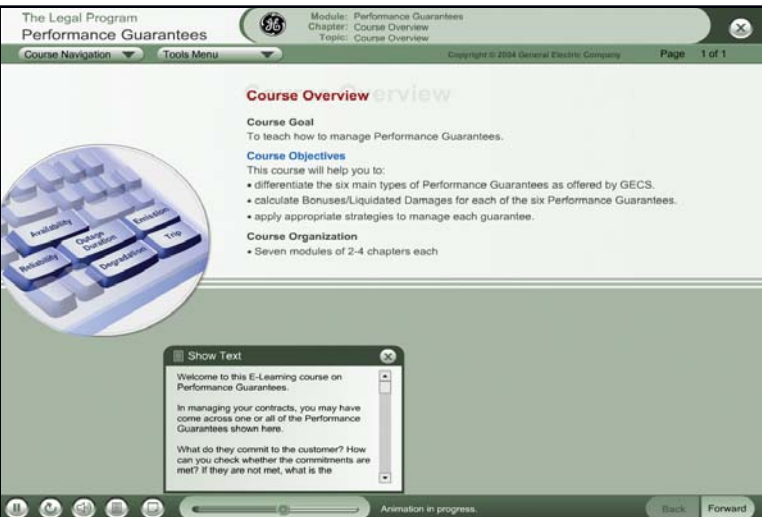 The Legal Program
Performance Guarantees
Module: Performance Guarantees
Chapter: Course Overview
Topic: Course Overview
Course Navigation
Tools Menu
Copyright © 2004 General Electric Company
Page 1 of 1
Course Overview
Course Goal
To teach how to manage Performance Guarantees.
Course Objectives
This course will help you to:
• differentiate the six main types of Performance Guarantees as offered by GECS.
• calculate Bonuses/Liquidated Damages for each of the six Performance Guarantees.
• apply appropriate strategies to manage each guarantee.
Course Organization
• Seven modules of 2-4 chapters each
Availability
Outage
Duration
Emission
Reliability
Degradation
Trip
Show Text
Welcome to this E-Learning course on
Performance Guarantees.
In managing your contracts, you may have
come across one or all of the Performance
Guarantees shown here.
What do they commit to the customer? How
can you check whether the commitments are
met? If they are not met, what is the
Animation in progress.
Back
Forward